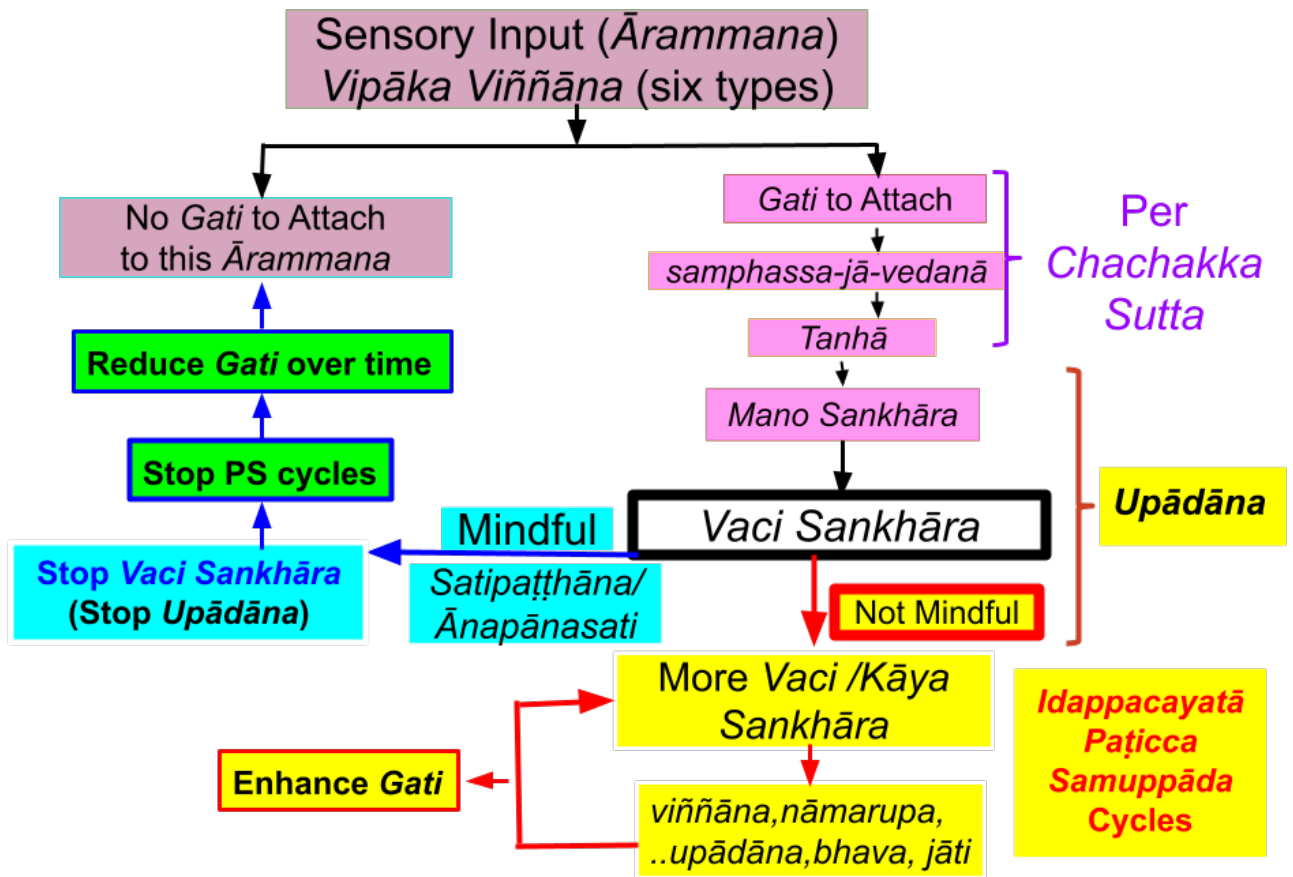 Sensory Input (Ārammana)
Vipāka Viññāna (six types)
No Gati to Attach
to this Ārammana
Gati to Attach
samphassa-jā-vedanā
Tanhā
Per
Chachakka
Sutta
Reduce Gati over time
Mano Sankhāra
Stop PS cycles
Vaci Sankhāra
Upādāna
Mindful
Satipaṭṭhāna/
Ānapānasati
Stop Vaci Sankhāra
(Stop Upādāna)
Not Mindful
More Vaci /Kāya
Sankhāra
Idappacayatā
Paṭicca
Samuppāda
Cycles
Enhance Gati
viññāna,nāmarupa,
..upādāna,bhava, jāti